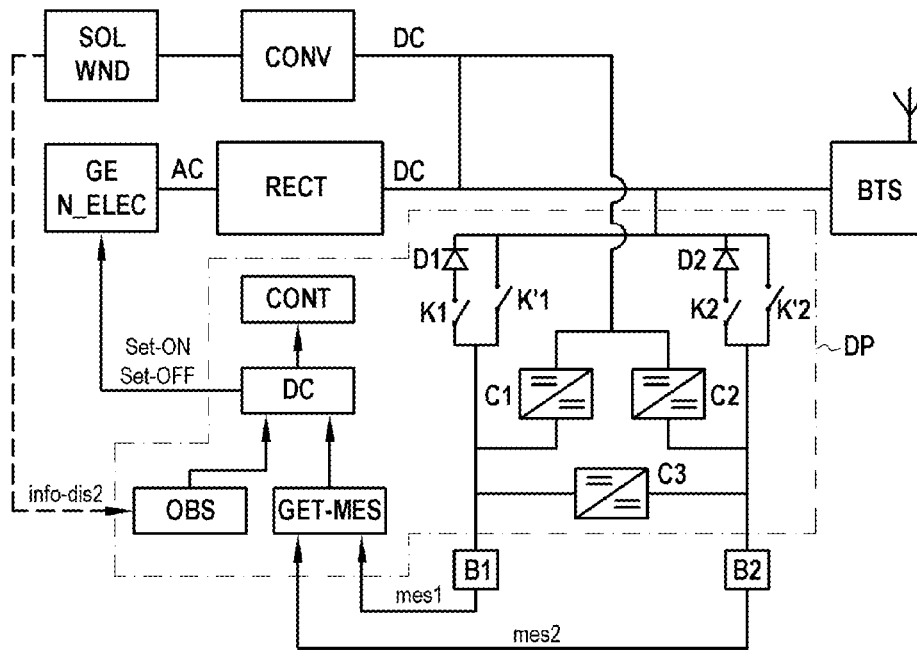 SOL
WND
CONV
DC
GE
N_ELEC
AC
RECT
DC
BTS
D1
D2
K1
K'1
K2
K'2
DP
CONT
Set-ON
Set-OFF
DC
C1
C2
C3
info-dis2
OBS
GET-MES
B1
B2
mes1
mes2